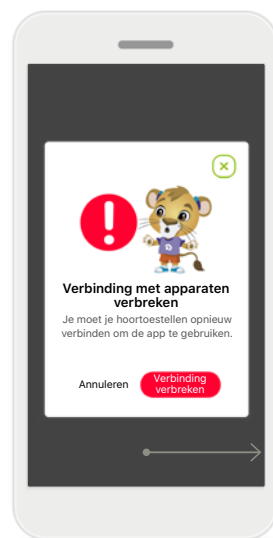 Verbinding met apparaten
verbreken
Je moet je hoortoestellen opnieuw
verbinden om de app te gebruiken.
Annuleren
Verbinding
verbreken